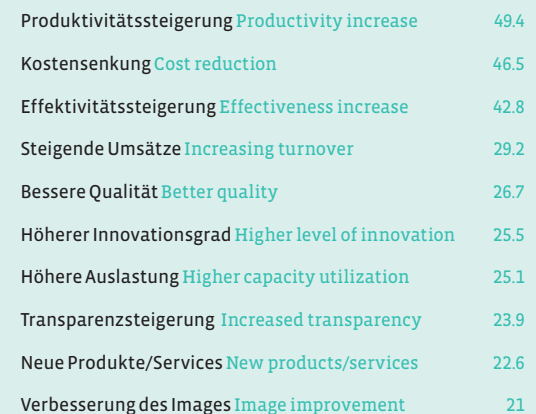 Produktivitätssteigerung Productivity increase 49.4
Kostensenkung Cost reduction 46.5
Effektivitätssteigerung Effectiveness increase 42.8
Steigende Umsätze Increasing turnover 29.2
Bessere Qualität Better quality 26.7
Höherer Innovationsgrad Higher level of innovation 25.5
Höhere Auslastung Higher capacity utilization 25.1
Transparenzsteigerung Increased transparency 23.9
Neue Produkte/Services New products/services 22.6
Verbesserung des Images Image improvement 21